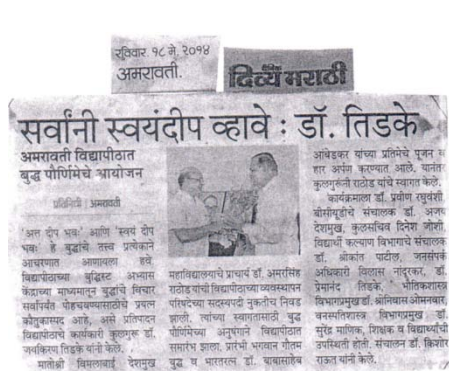 रविवार. १८ मे, २०१४
अमरावती.
दैनिक
दिव्य मराठी
सर्वांनी स्वयंदीप व्हावे : डॉ. तिडके
अमरावती विद्यापीठात
बुद्ध पौर्णिमेचे आयोजन
प्रतिनिधी | अमरावती
'अत्त दीप भवः' आणि 'स्वयं दीप
भवः' हे बुद्धाचे तत्त्व प्रत्येकाने
आचरणात आणायला हवे.
विद्यापीठाच्या बुद्धिस्ट अभ्यास
केंद्राच्या माध्यमातून बुद्धांचे विचार
सर्वांपर्यंत पोहचवण्यासाठीचे प्रयत्न
कौतुकास्पद आहे, असे प्रतिपादन
विद्यापीठाचे कार्यकारी कुलगुरू डॉ.
जयकिरण तिडके यांनी केले.
मातोश्री विमलाबाई देशमुख
महाविद्यालयाचे प्राचार्य डॉ. अमरसिंह
राठोड यांची विद्यापीठाच्या व्यवस्थापन
परिषदेच्या सदस्यपदी नुकतीच निवड
झाली. त्यांच्या स्वागतासाठी बुद्ध
पौर्णिमेच्या अनुषंगाने विद्यापीठात
समारंभ झाला. प्रारंभी भगवान गौतम
बुद्ध व भारतरत्न डॉ. बाबासाहेब
आंबेडकर यांच्या प्रतिमेचे पूजन व
हार अर्पण करण्यात आले. यानंतर
कुलगुरूंनी राठोड यांचे स्वागत केले.
कार्यक्रमाला डॉ. प्रवीण रघुवंशी,
बीसीयूडीचे संचालक डॉ. अजय
देशमुख, कुलसचिव दिनेश जोशी,
विद्यार्थी कल्याण विभागाचे संचालक
डॉ. श्रीकांत पाटील, जनसंपर्क
अधिकारी विलास नांदुरकर, डॉ.
प्रेमानंद तिडके, भौतिकशास्त्र
विभागप्रमुख डॉ. श्रीनिवास ओमनवार,
वनस्पतिशास्त्र विभागप्रमुख डॉ.
सुरेंद्र माणिक, शिक्षक व विद्यार्थ्यांची
उपस्थिती होती. संचालन डॉ. किशोर
राऊत यांनी केले.